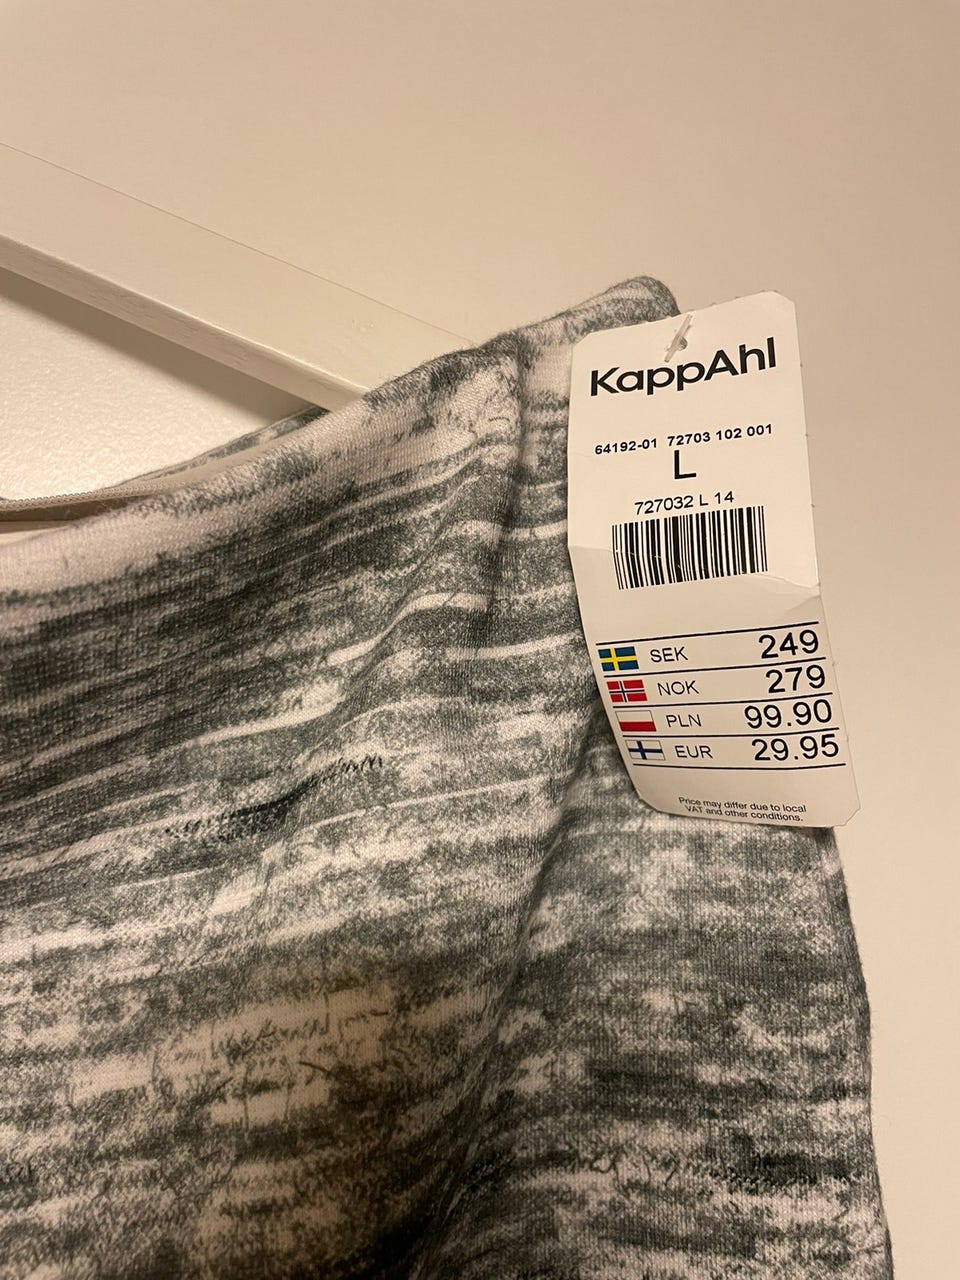 KappAhl
64192-01 72703 102 001
L
727032 L 14
SEK 249
NOK 279
PLN 99.90
EUR 29.95
Price may differ due to local
VAT and other conditions.